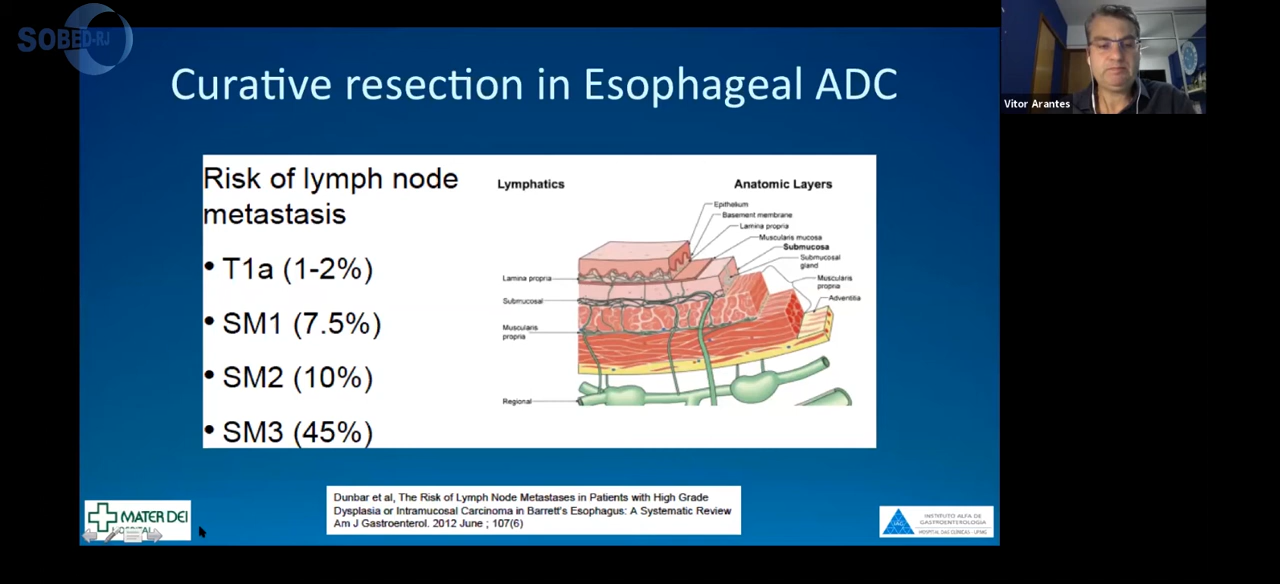 SOBED-RJ
Curative resection in Esophageal ADC
Vitor Arantes
Risk of lymph node
metastasis
• T1a (1-2%)
• SM1 (7.5%)
• SM2 (10%)
• SM3 (45%)
Lymphatics
Anatomic Layers
Epithelium
Basement membrane
Lamina propria
Muscularis mucosa
Submucosa
Submucosal
gland
Muscularis
propria
Adventitia
Lamina propria
Submucosal
Muscularis
propria
Regional
Dunbar et al, The Risk of Lymph Node Metastases in Patients with High Grade
Dysplasia or Intramucosal Carcinoma in Barrett's Esophagus: A Systematic Review
Am J Gastroenterol. 2012 June ; 107(6)
MATER DEI
HOSPITAL
INSTITUTO ALFA DE
GASTROENTEROLOGIA
HOSPITAL DAS CLÍNICAS - UFMG